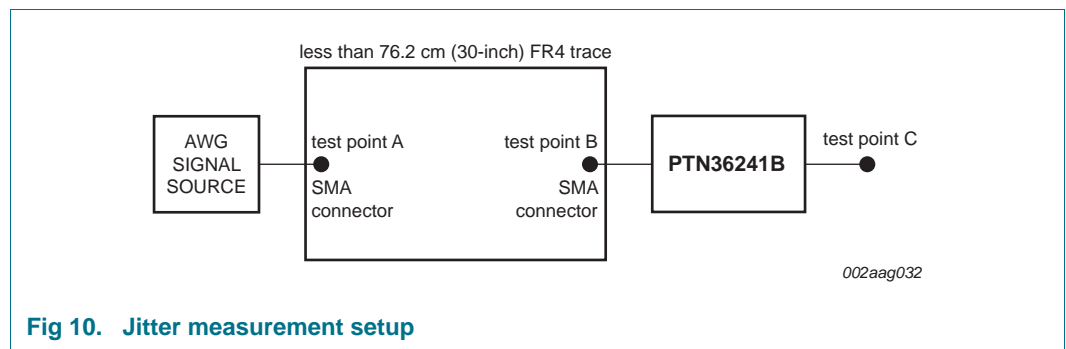 less than 76.2 cm (30-inch) FR4 trace
AWG
SIGNAL
SOURCE
test point A
SMA
connector
test point B
SMA
connector
PTN36241B
test point C
002aag032
Fig 10. Jitter measurement setup